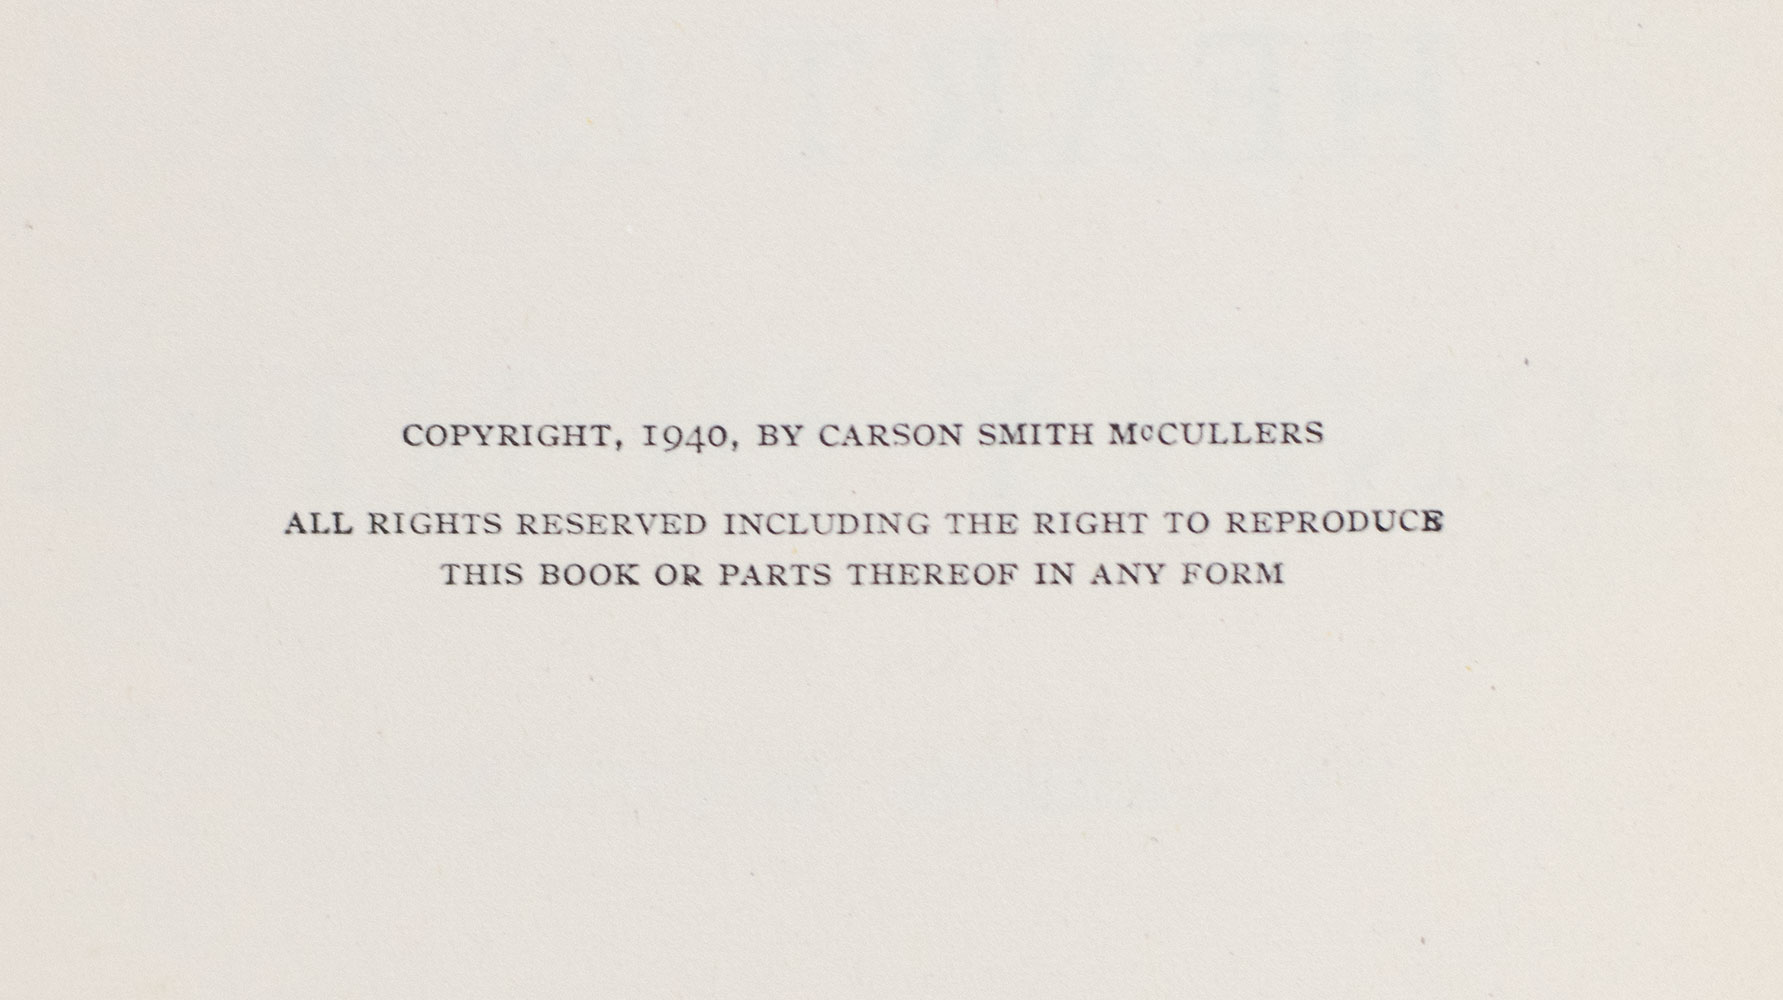 COPYRIGHT, 1940, BY CARSON SMITH McCULLERS
ALL RIGHTS RESERVED INCLUDING THE RIGHT TO REPRODUCE
THIS BOOK OR PARTS THEREOF IN ANY FORM